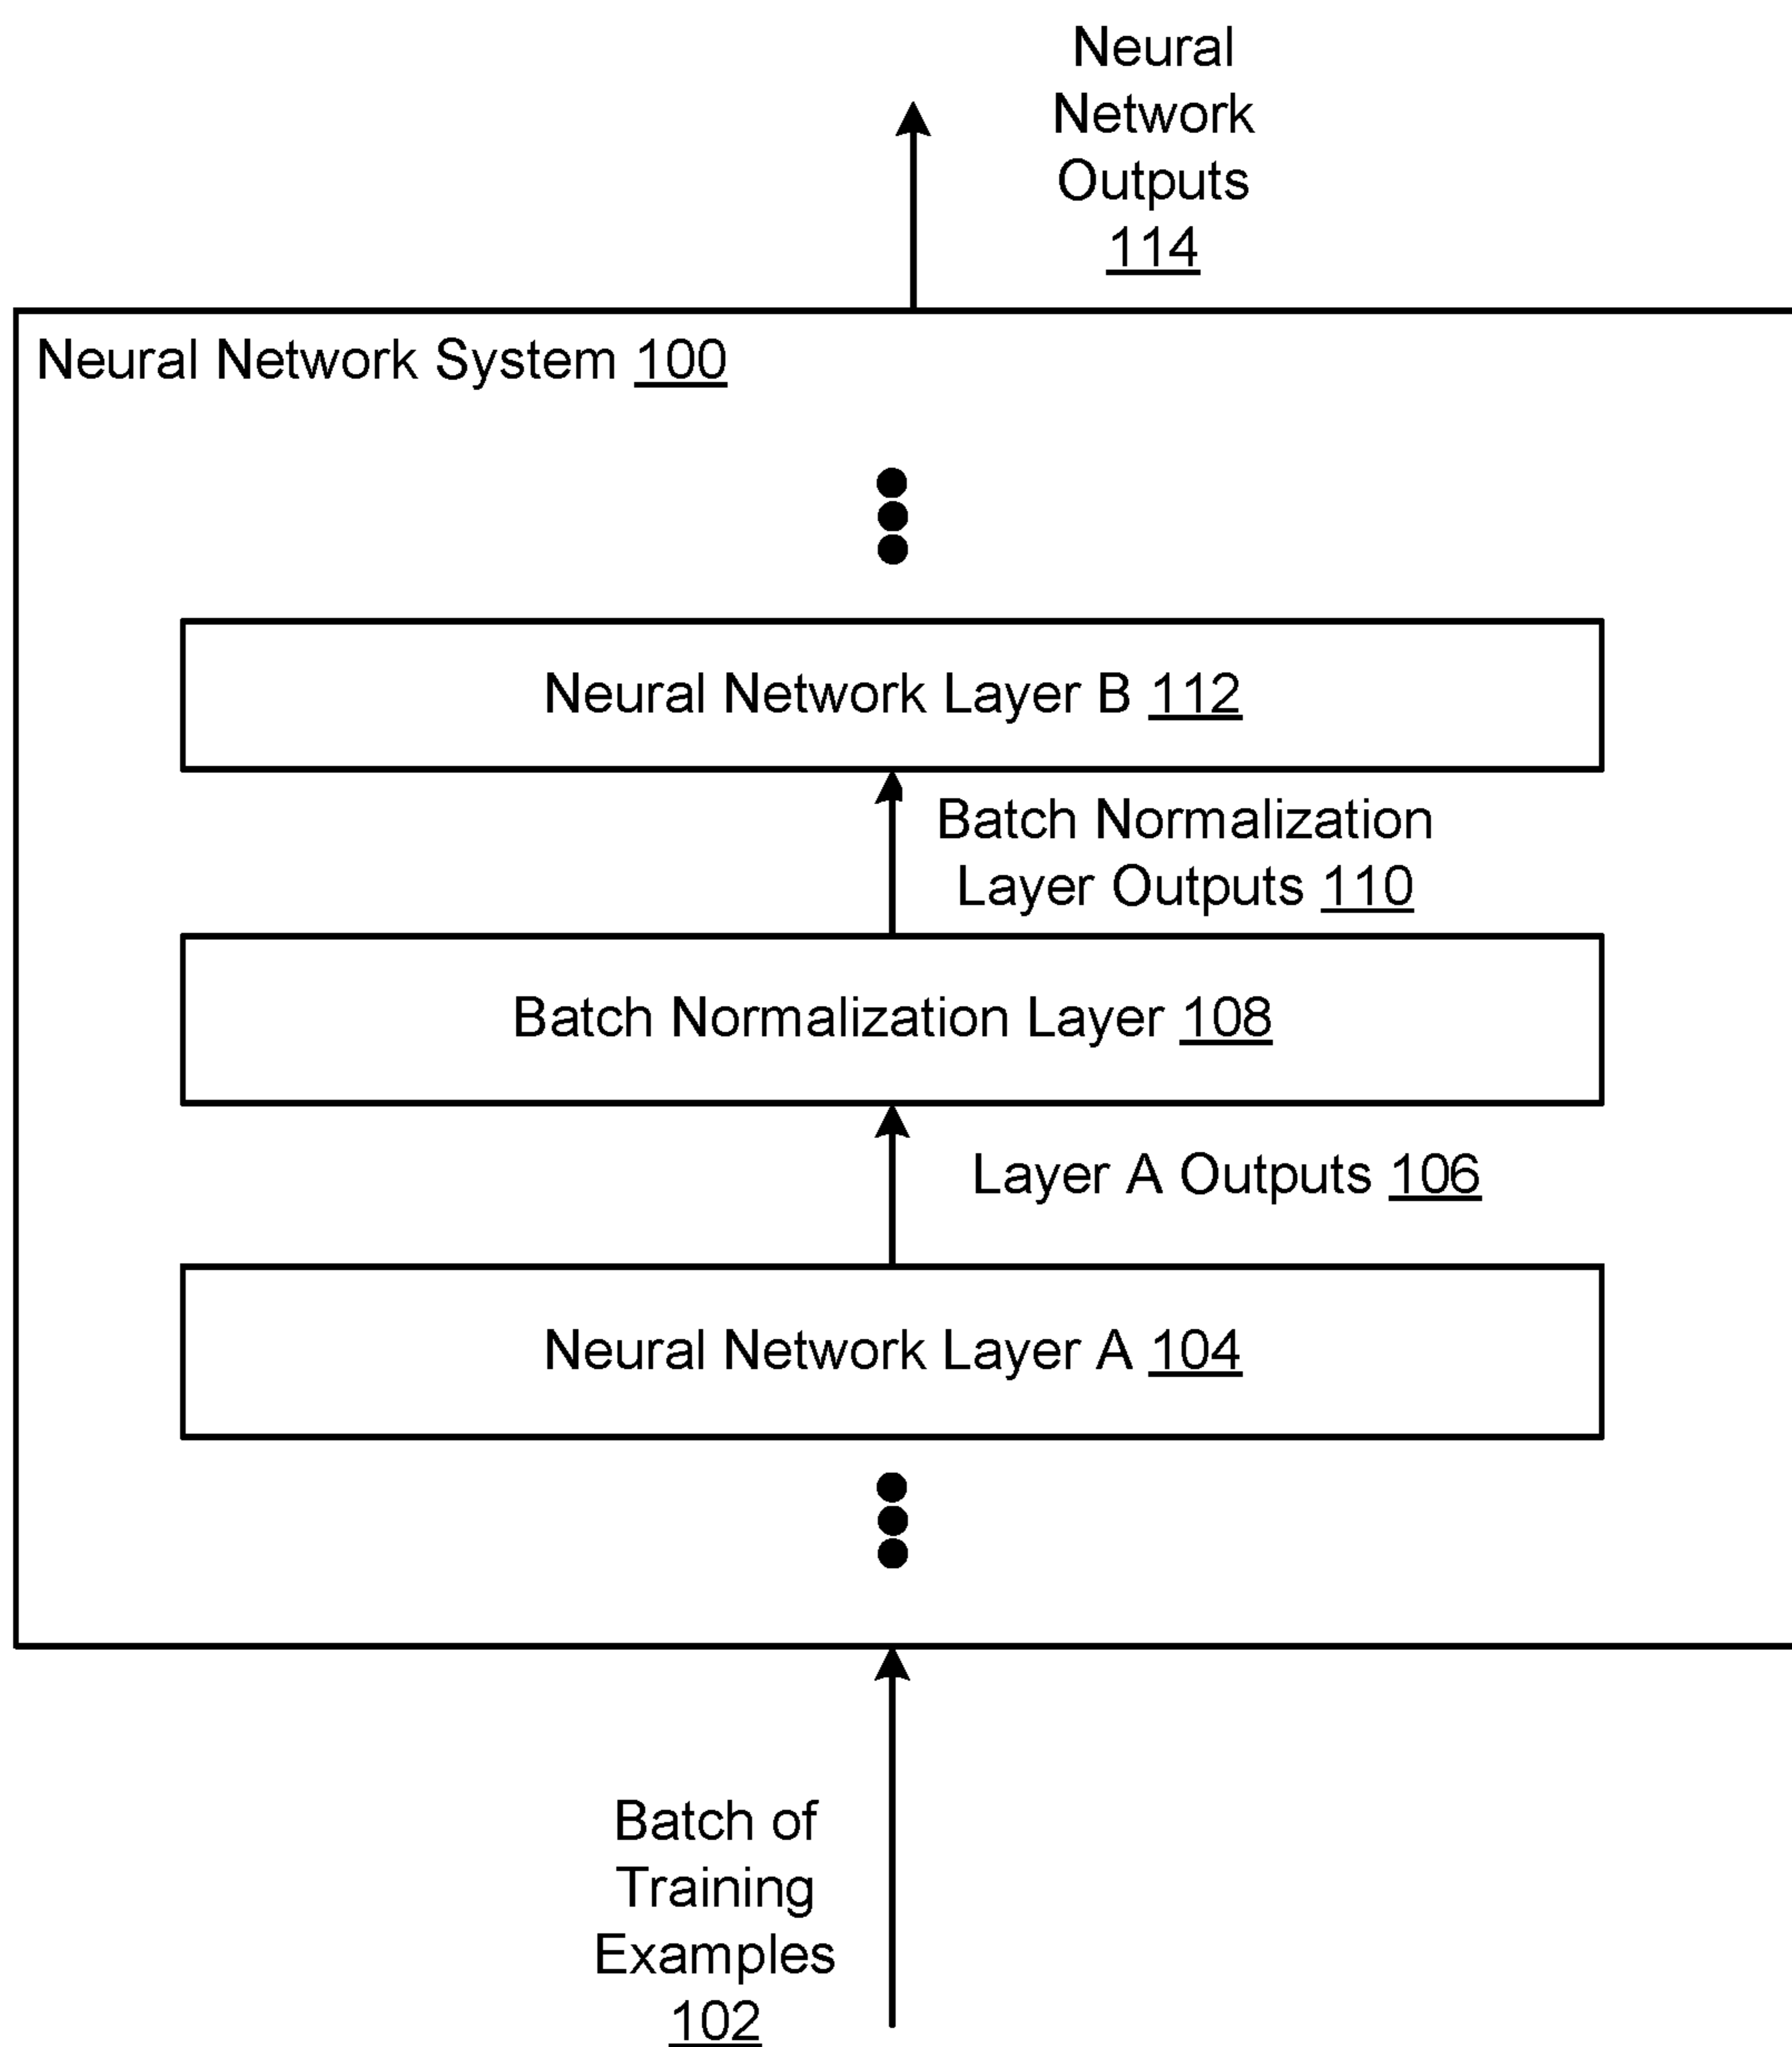 Neural
Network
Outputs
114
Neural Network System 100
Neural Network Layer B 112
Batch Normalization
Layer Outputs 110
Batch Normalization Layer 108
Layer A Outputs 106
Neural Network Layer A 104
Batch of
Training
Examples
102